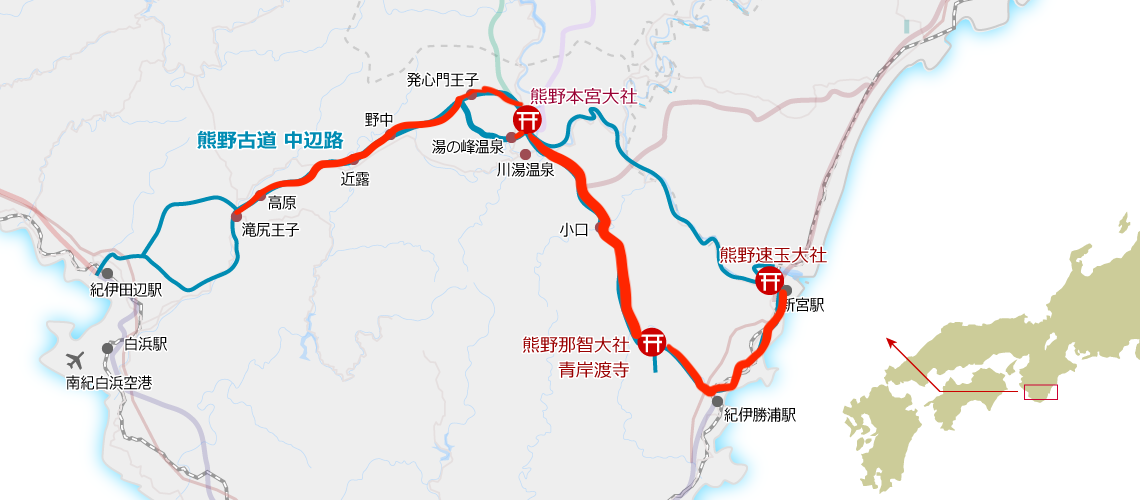 発心門王子
熊野本宮大社
野中
熊野古道 中辺路
湯の峰温泉
近露
川湯温泉
高原
滝尻王子
小口
熊野速玉大社
紀伊田辺駅
新宮駅
白浜駅
熊野那智大社
青岸渡寺
南紀白浜空港
紀伊勝浦駅